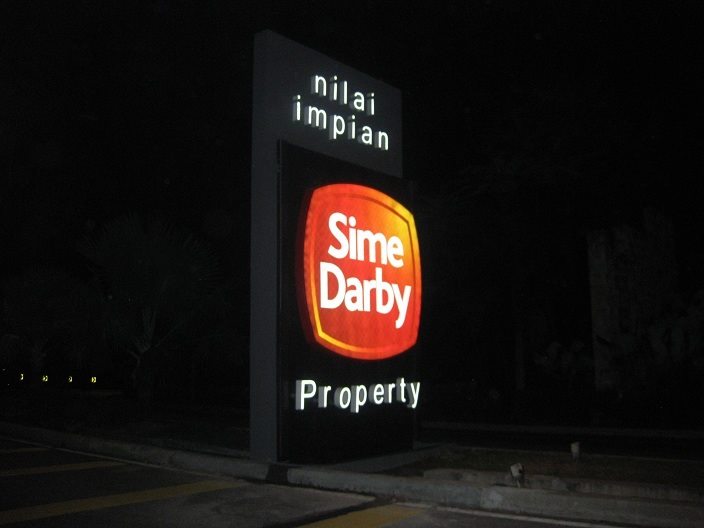 nilai
impian
Sime
Darby
Property